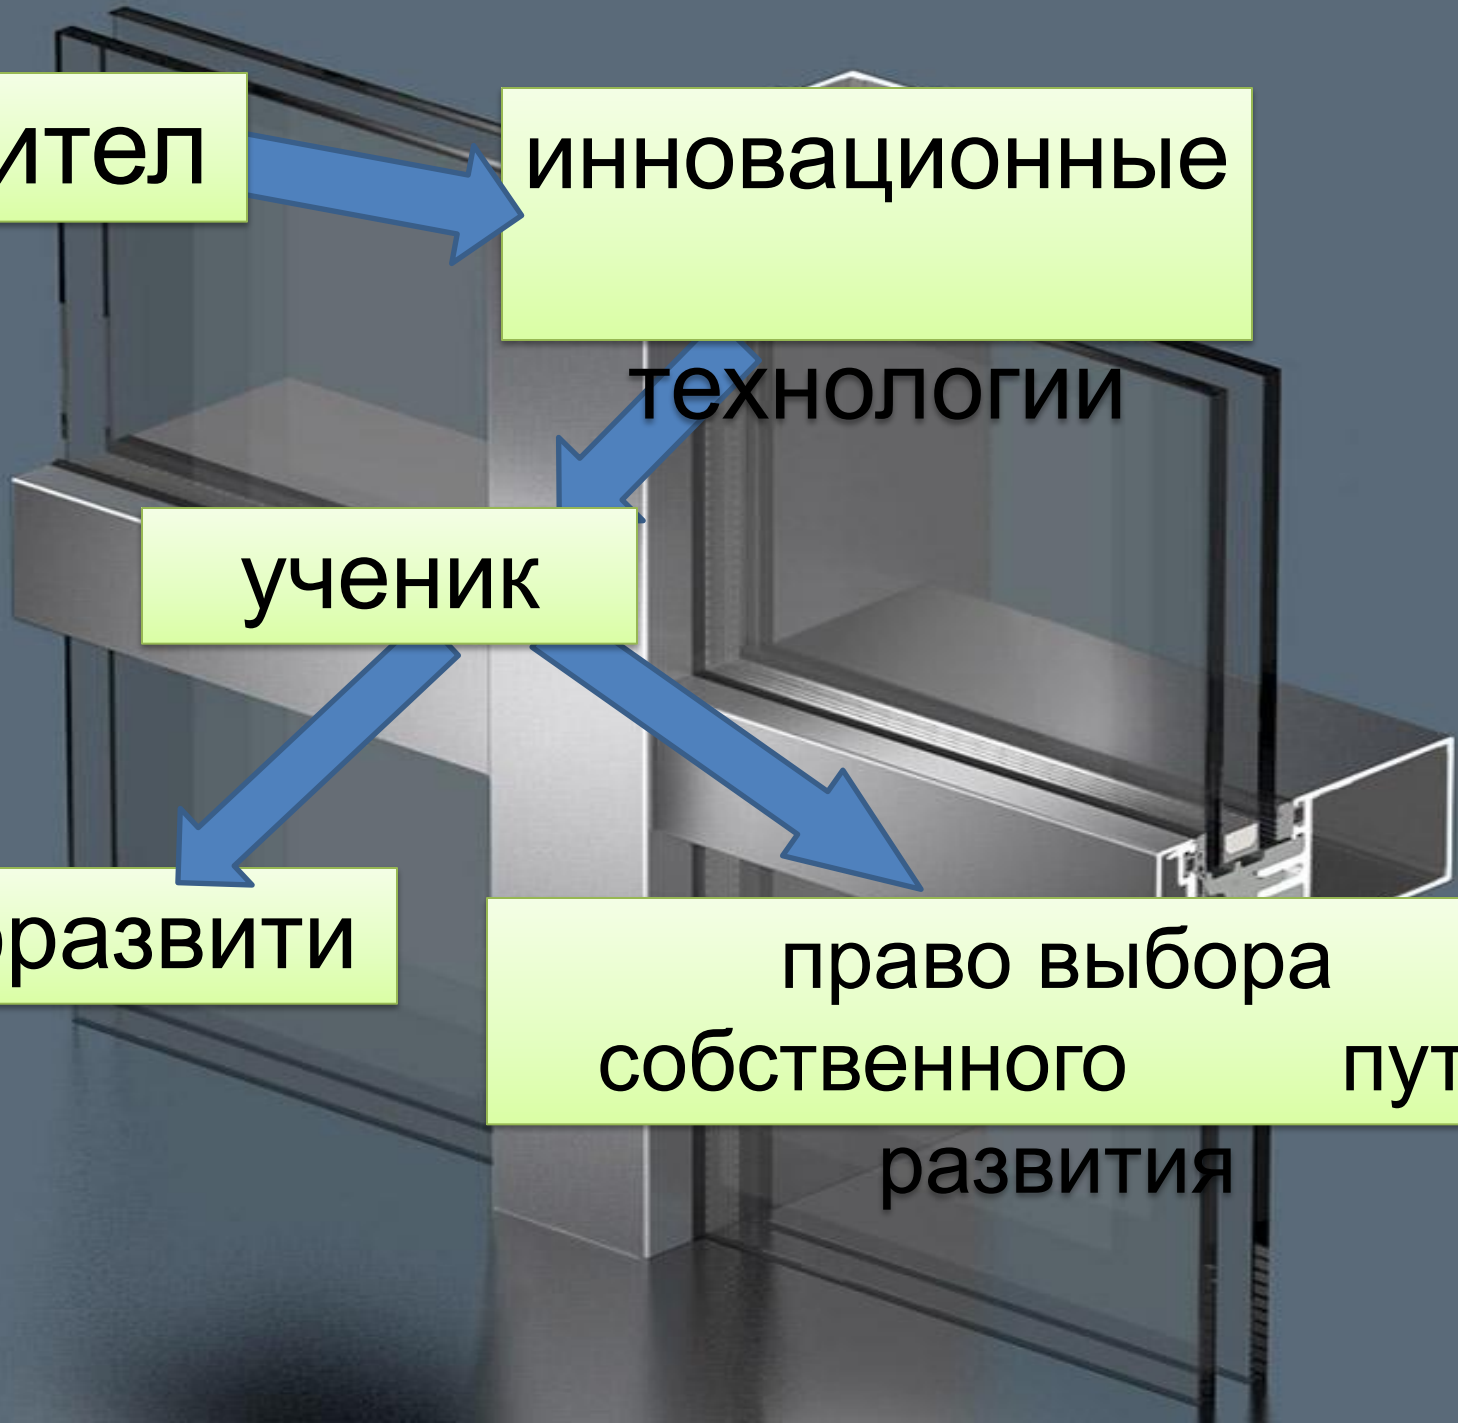 ител
инновационные
технологии
ученик
развити
право выбора
собственного пут
развития